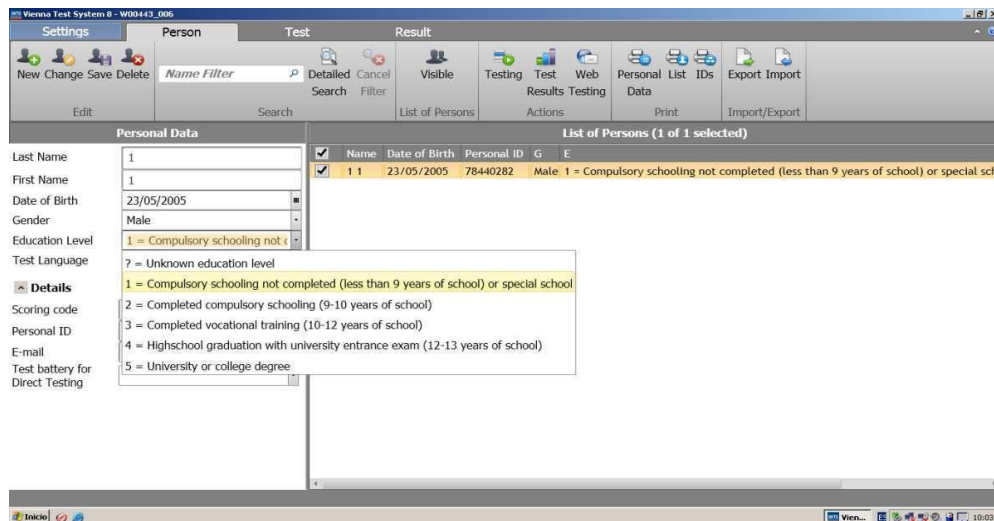 Vienna Test System 8 - W00443_006
Settings Person Test Result
New Change Save Delete
Name Filter
Detailed Search
Cancel Filter
Visible
Testing
Test Results
Web Testing
Personal Data
List IDs
Export Import
Edit Search List of Persons Actions Print Import/Export
Personal Data
List of Persons (1 of 1 selected)
Last Name 1
First Name 1
Date of Birth 23/05/2005
Gender Male
Education Level 1 = Compulsory schooling not c
Test Language
Details
Scoring code
Personal ID
E-mail
Test battery for
Direct Testing
? = Unknown education level
1 = Compulsory schooling not completed (less than 9 years of school) or special school
2 = Completed compulsory schooling (9-10 years of school)
3 = Completed vocational training (10-12 years of school)
4 = Highschool graduation with university entrance exam (12-13 years of school)
5 = University or college degree
Name Date of Birth Personal ID G E
1 1 23/05/2005 78440282 Male 1 = Compulsory schooling not completed (less than 9 years of school) or special sch
Inicio
Vien...
ES
10:03